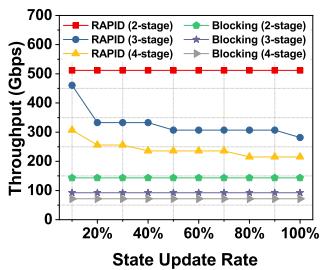 700
600
500
400
300
200
100
0
Throughput (Gbps)
RAPID (2-stage) Blocking (2-stage)
RAPID (3-stage) Blocking (3-stage)
RAPID (4-stage) Blocking (4-stage)
20% 40% 60% 80% 100%
State Update Rate